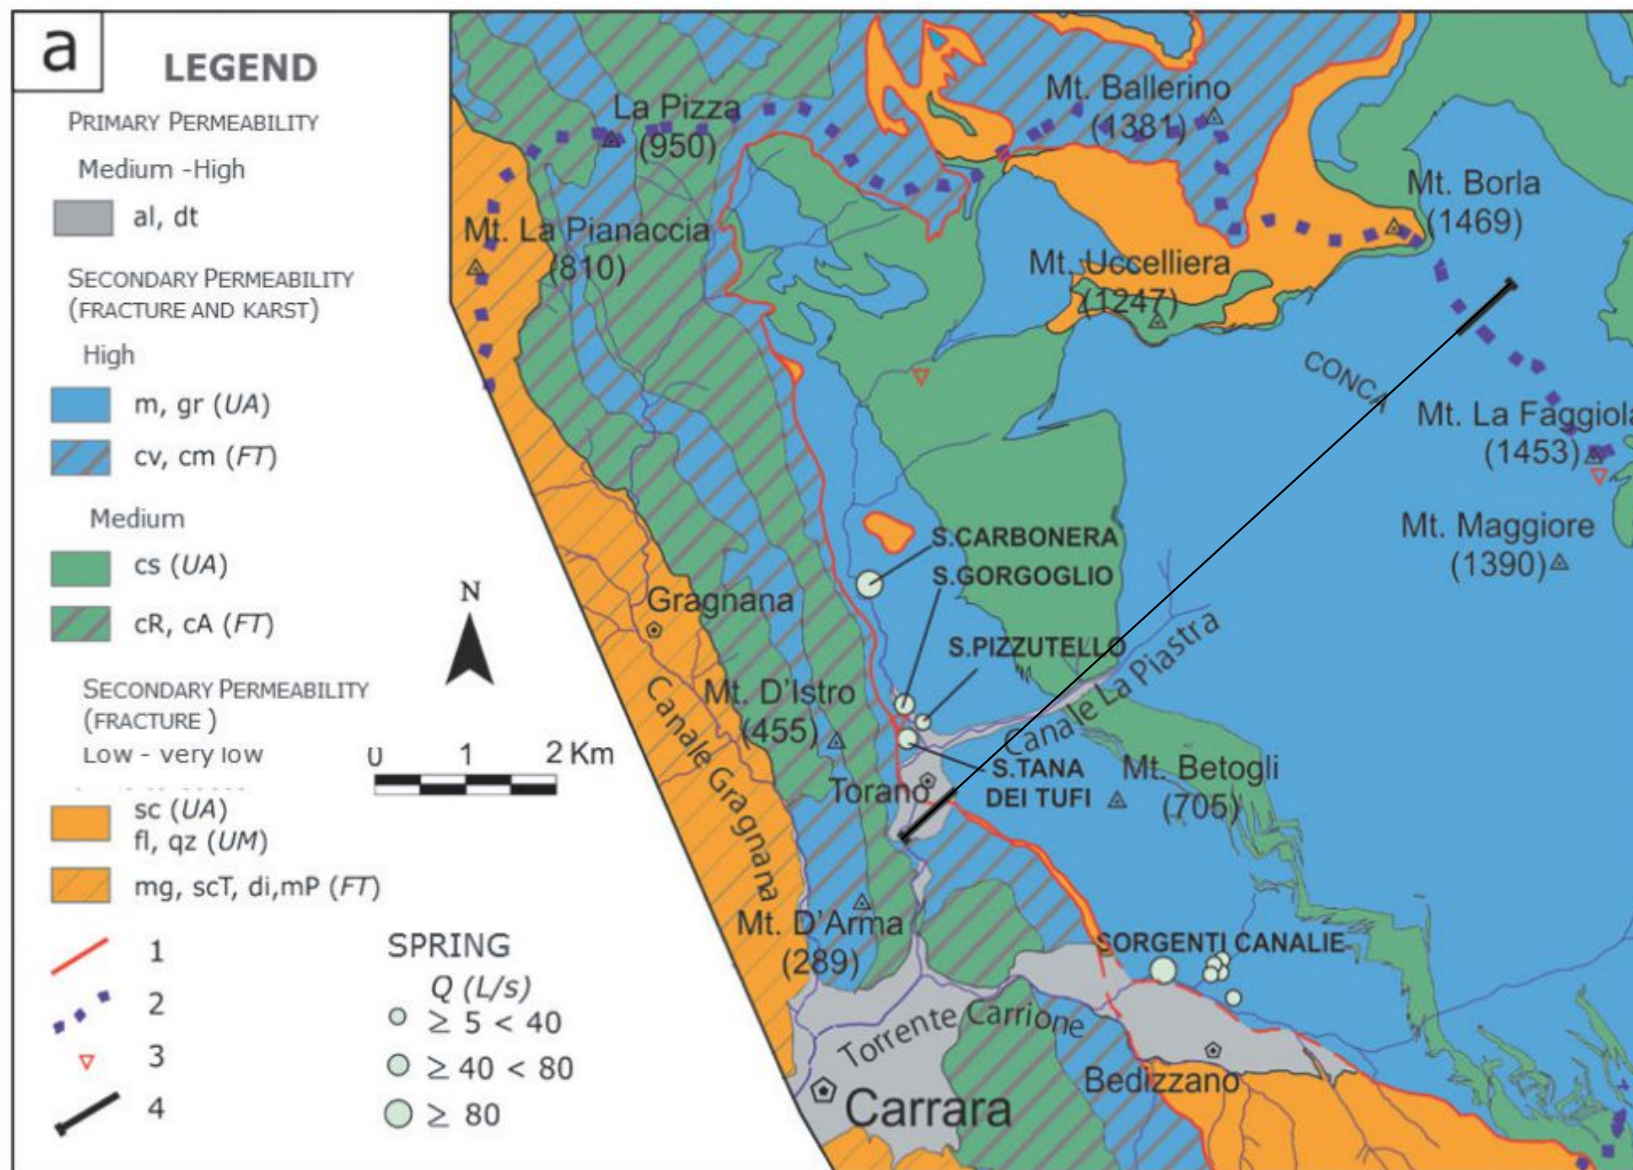 a
LEGEND
PRIMARY PERMEABILITY
Medium -High
al, dt
SECONDARY PERMEABILITY
(FRACTURE AND KARST)
High
m, gr (UA)
cv, cm (FT)
Medium
cs (UA)
cR, cA (FT)
SECONDARY PERMEABILITY
(FRACTURE )
Low - very low
sc (UA)
fl, qz (UM)
mg, scT, di,mP (FT)
1
2
3
4
N
0 1 2 Km
SPRING
Q (L/s)
≥ 5 < 40
≥ 40 < 80
≥ 80
La Pizza
(950)
Mt. Ballerino
(1381)
Mt. Borla
(1469)
Mt. La Pianaccia
(810)
Mt. Uccelliera
(1247)
CONCA
Mt. La Faggiola
(1453)
Mt. Maggiore
(1390)
S.CARBONERA
S.GORGOGLIO
Gragnana
S.PIZZUTELLO
Canale La Piastra
Mt. D'Istro
(455)
Canale Gragnana
S.TANA
DEI TUFI
Torano
Mt. Betogli
(705)
Mt. D'Arma
(289)
SORGENTI CANALIE
Torrente Carrione
Bedizzano
Carrara